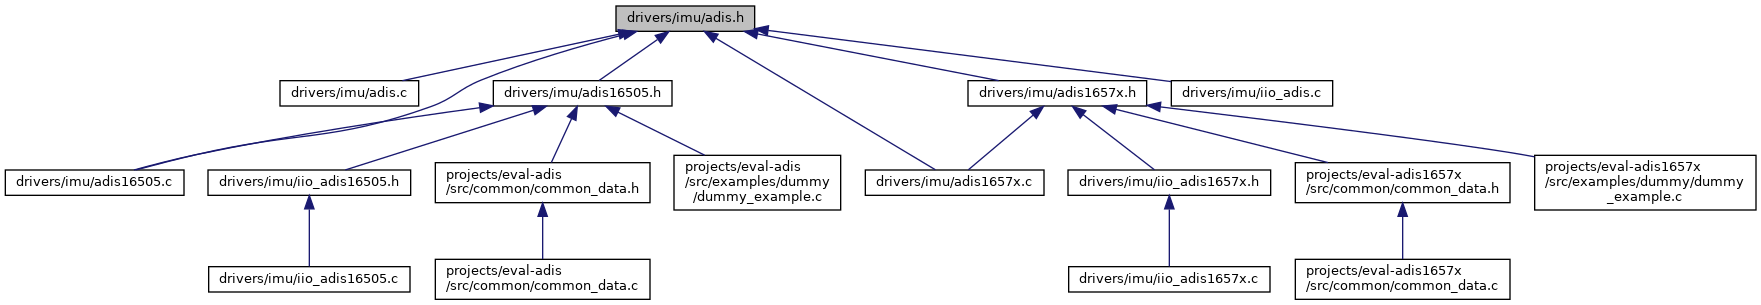 drivers/imu/adis.h
drivers/imu/adis.c
drivers/imu/adis16505.h
drivers/imu/adis1657x.h
drivers/imu/iio_adis.c
drivers/imu/adis16505.c
drivers/imu/iio_adis16505.h
projects/eval-adis
/src/common/common_data.h
projects/eval-adis
/src/examples/dummy
/dummy_example.c
drivers/imu/adis1657x.c
drivers/imu/iio_adis1657x.h
projects/eval-adis1657x
/src/common/common_data.h
projects/eval-adis1657x
/src/examples/dummy/dummy
_example.c
drivers/imu/iio_adis16505.c
projects/eval-adis
/src/common/common_data.c
drivers/imu/iio_adis1657x.c
projects/eval-adis1657x
/src/common/common_data.c